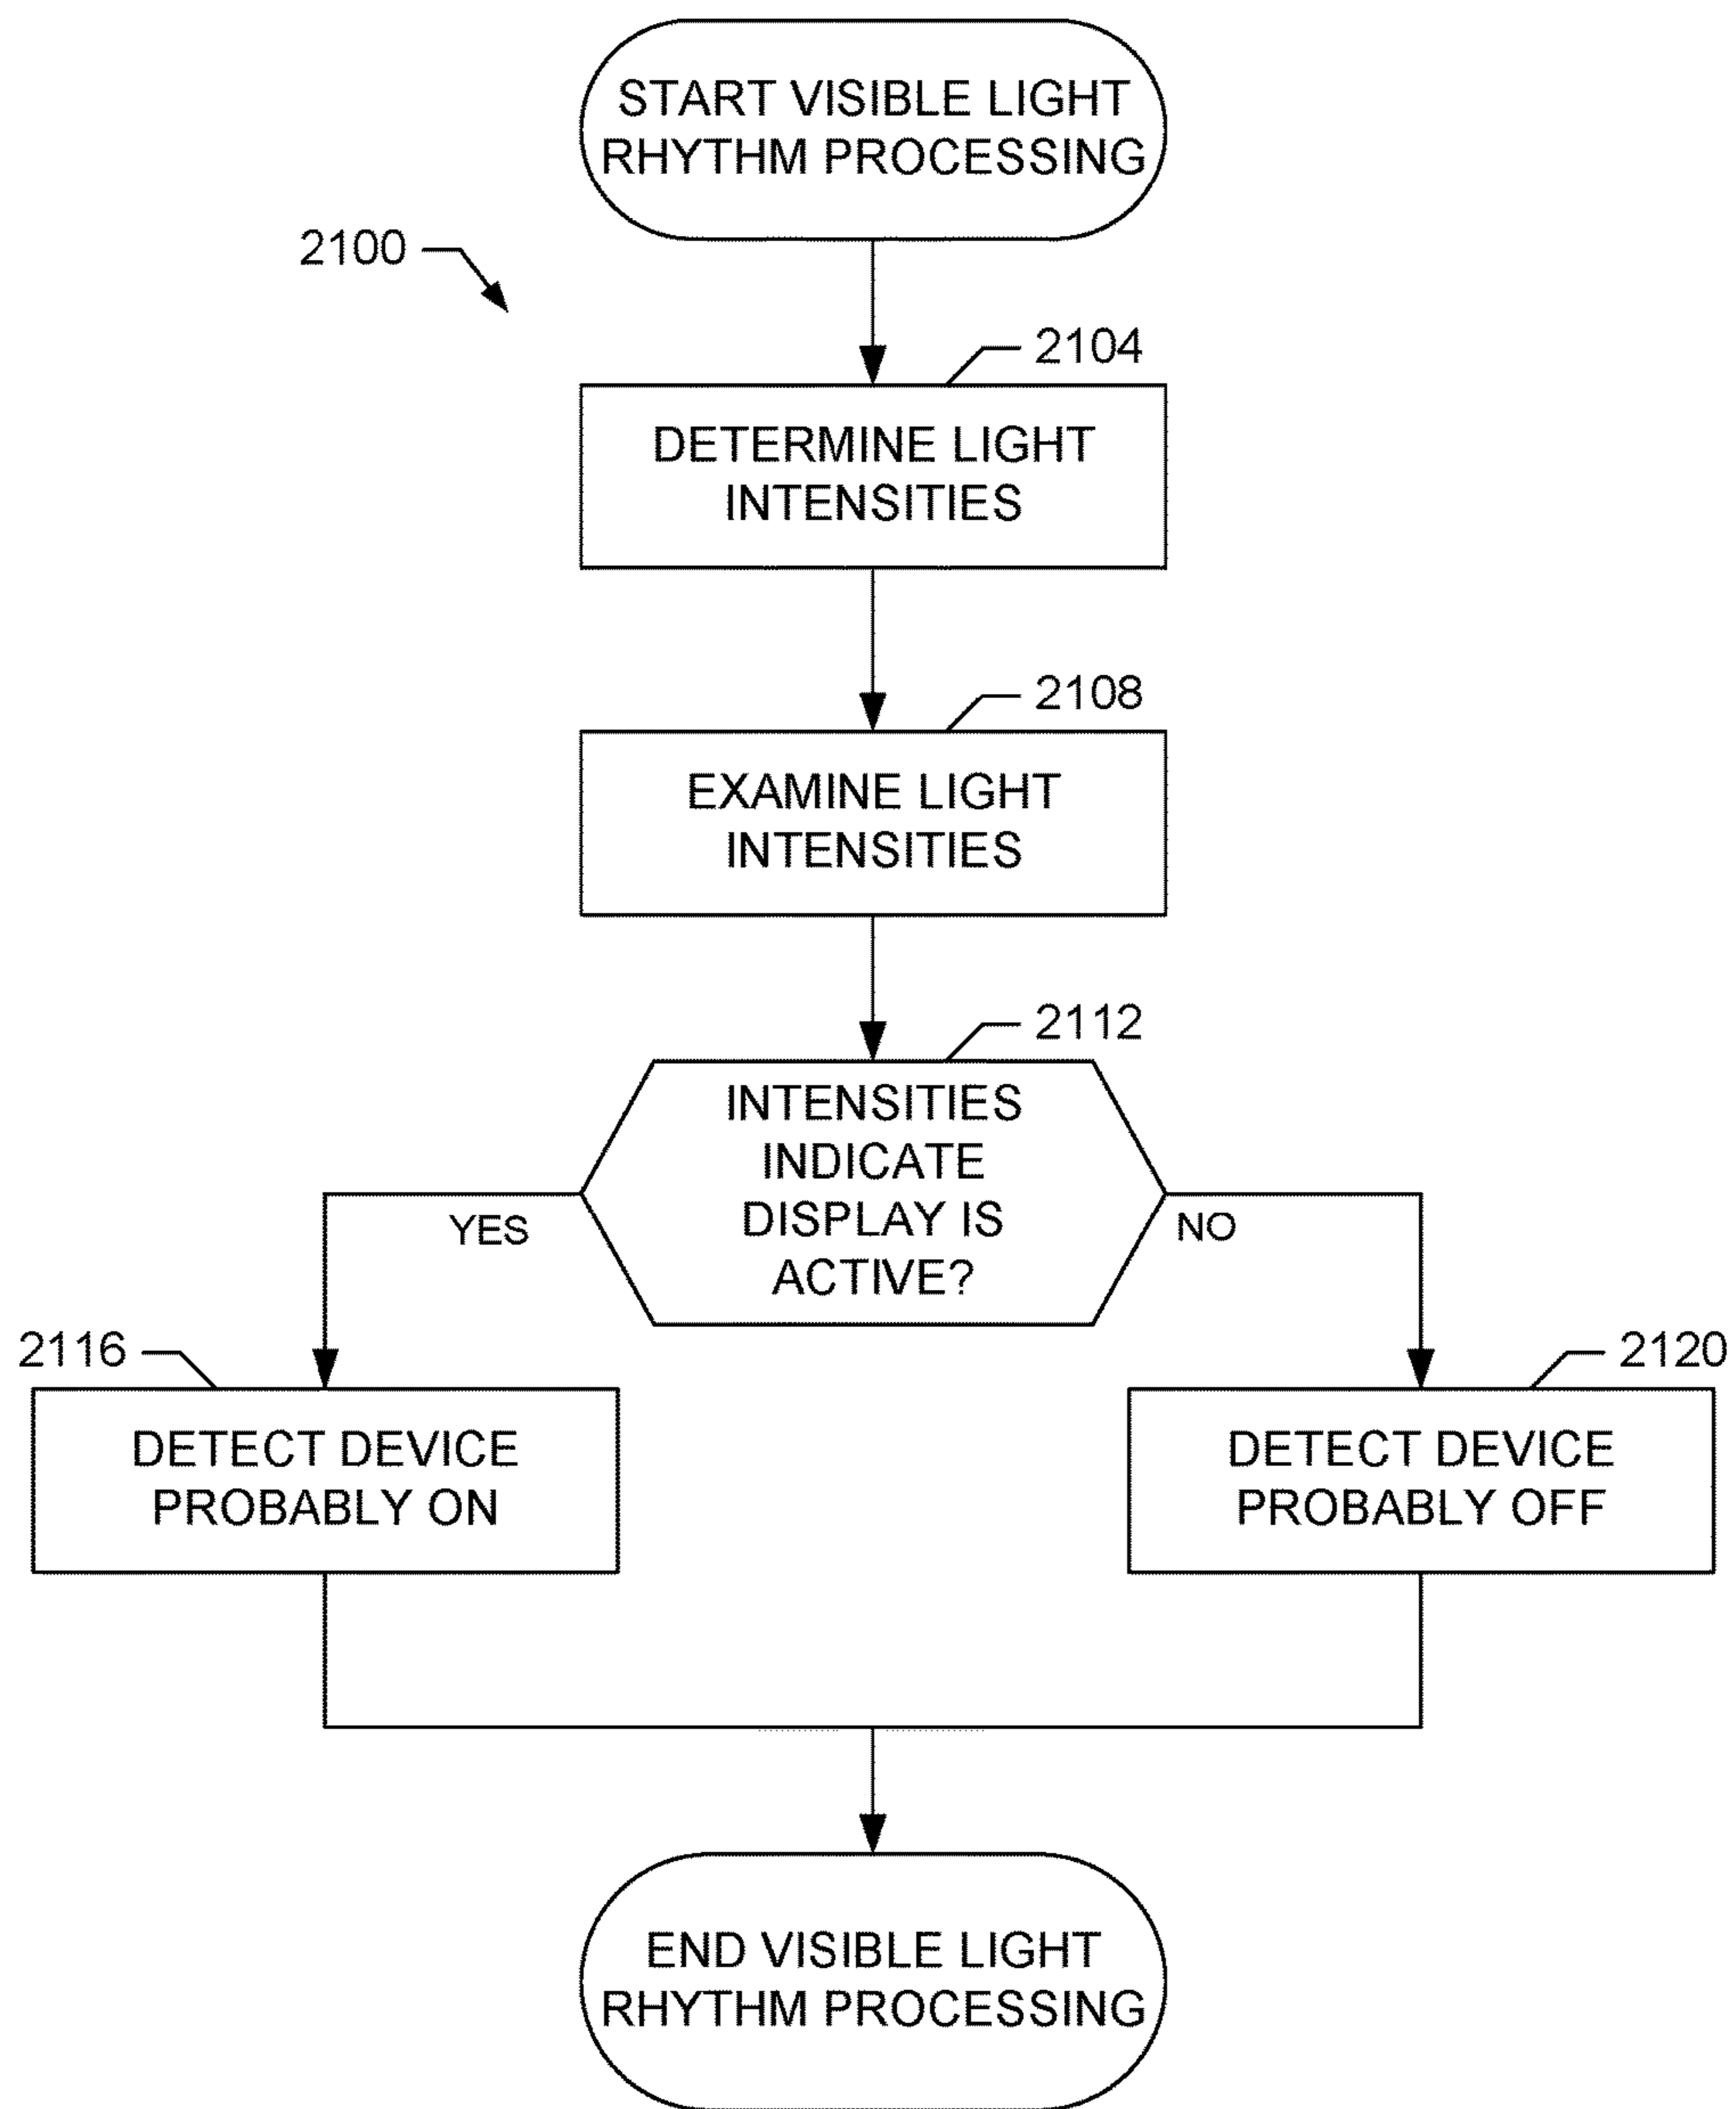 START VISIBLE LIGHT
RHYTHM PROCESSING
2100
2104
DETERMINE LIGHT
INTENSITIES
2108
EXAMINE LIGHT
INTENSITIES
2112
INTENSITIES
INDICATE
DISPLAY IS
ACTIVE?
YES
NO
2116
DETECT DEVICE
PROBABLY ON
2120
DETECT DEVICE
PROBABLY OFF
END VISIBLE LIGHT
RHYTHM PROCESSING